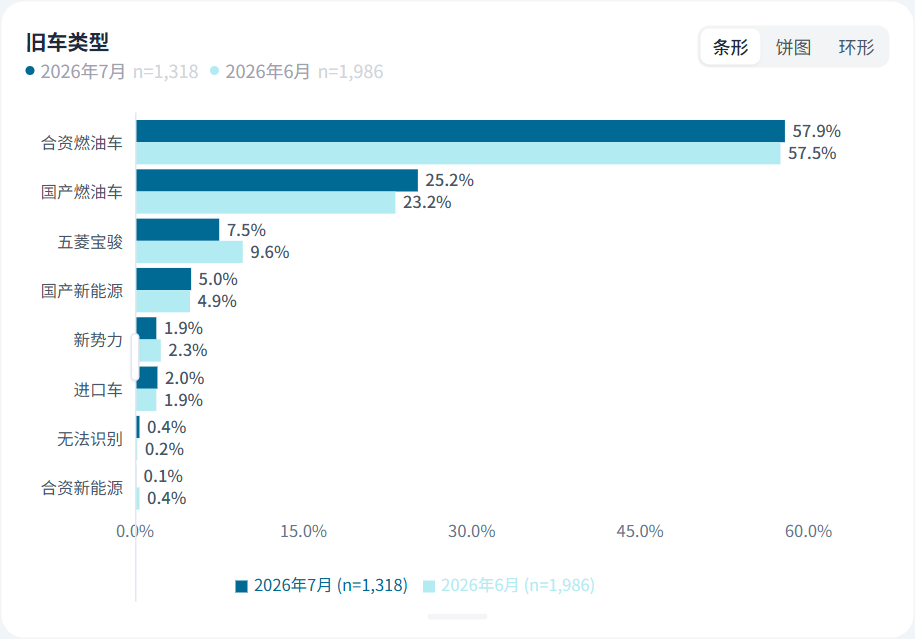 旧车类型
条形 饼图 环形
2026年7月 n=1,318 2026年6月 n=1,986
合资燃油车 57.9%
57.5%
国产燃油车 25.2%
23.2%
五菱宝骏 7.5%
9.6%
国产新能源 5.0%
4.9%
新势力 1.9%
2.3%
进口车 2.0%
1.9%
无法识别 0.4%
0.2%
合资新能源 0.1%
0.4%
0.0% 15.0% 30.0% 45.0% 60.0%
2026年7月 (n=1,318) 2026年6月 (n=1,986)